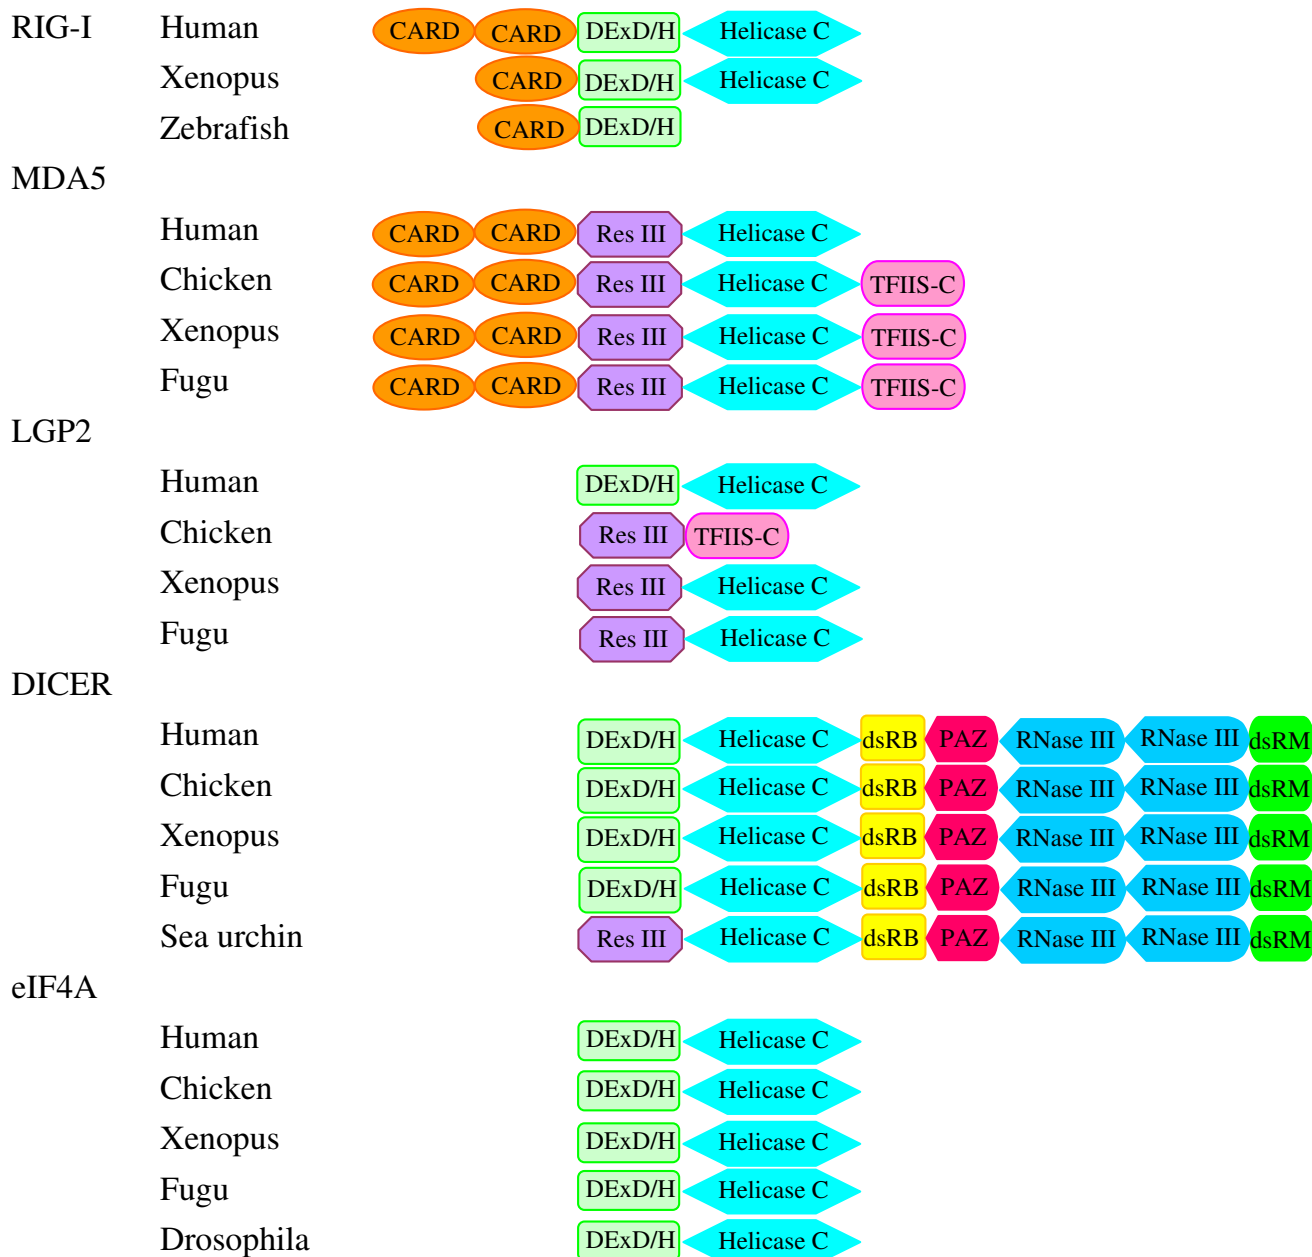 RIG-I Human CARD CARD DExD/H Helicase C
Xenopus CARD DExD/H Helicase C
Zebrafish CARD DExD/H
MDA5
Human CARD CARD Res III Helicase C
Chicken CARD CARD Res III Helicase C TFIIS-C
Xenopus CARD CARD Res III Helicase C TFIIS-C
Fugu CARD CARD Res III Helicase C TFIIS-C
LGP2
Human DExD/H Helicase C
Chicken Res III TFIIS-C
Xenopus Res III Helicase C
Fugu Res III Helicase C
DICER
Human DExD/H Helicase C dsRB PAZ RNase III RNase III dsRM
Chicken DExD/H Helicase C dsRB PAZ RNase III RNase III dsRM
Xenopus DExD/H Helicase C dsRB PAZ RNase III RNase III dsRM
Fugu DExD/H Helicase C dsRB PAZ RNase III RNase III dsRM
Sea urchin Res III Helicase C dsRB PAZ RNase III RNase III dsRM
eIF4A
Human DExD/H Helicase C
Chicken DExD/H Helicase C
Xenopus DExD/H Helicase C
Fugu DExD/H Helicase C
Drosophila DExD/H Helicase C